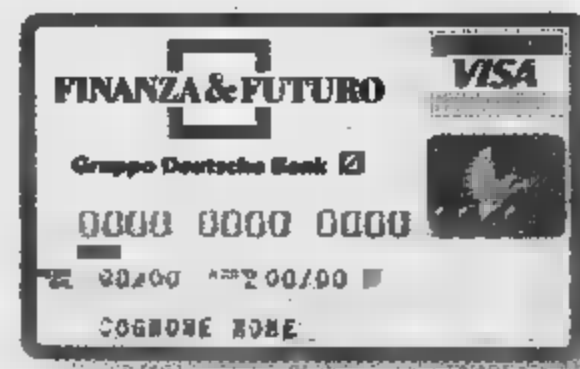 FINANZA & FUTURO
VISA
Gruppo Deutsche Bank
0000 0000 0000
00/00 00/00
COGNOME NOME